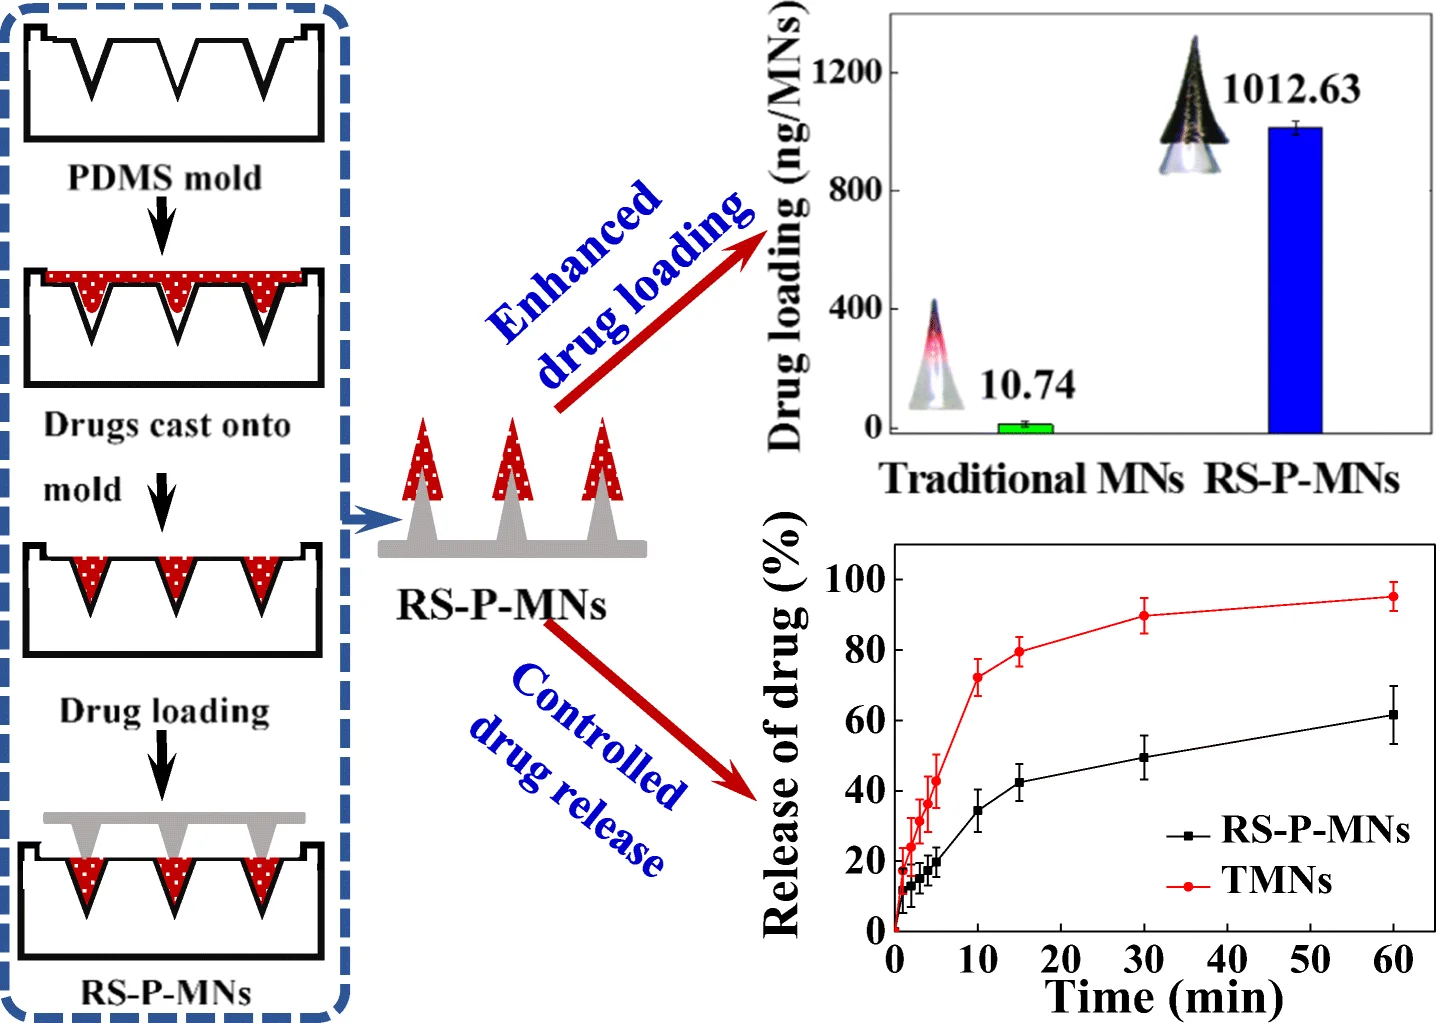 PDMS mold
Drugs cast onto
mold
Drug loading
RS-P-MNs
RS-P-MNs
Enhanced
drug loading
Controlled
drug release
Drug loading (ng/MNs)
1200
800
400
0
1012.63
10.74
Traditional MNs RS-P-MNs
Release of drug (%)
100
80
60
40
20
0
RS-P-MNs
TMNs
0 10 20 30 40 50 60
Time (min)